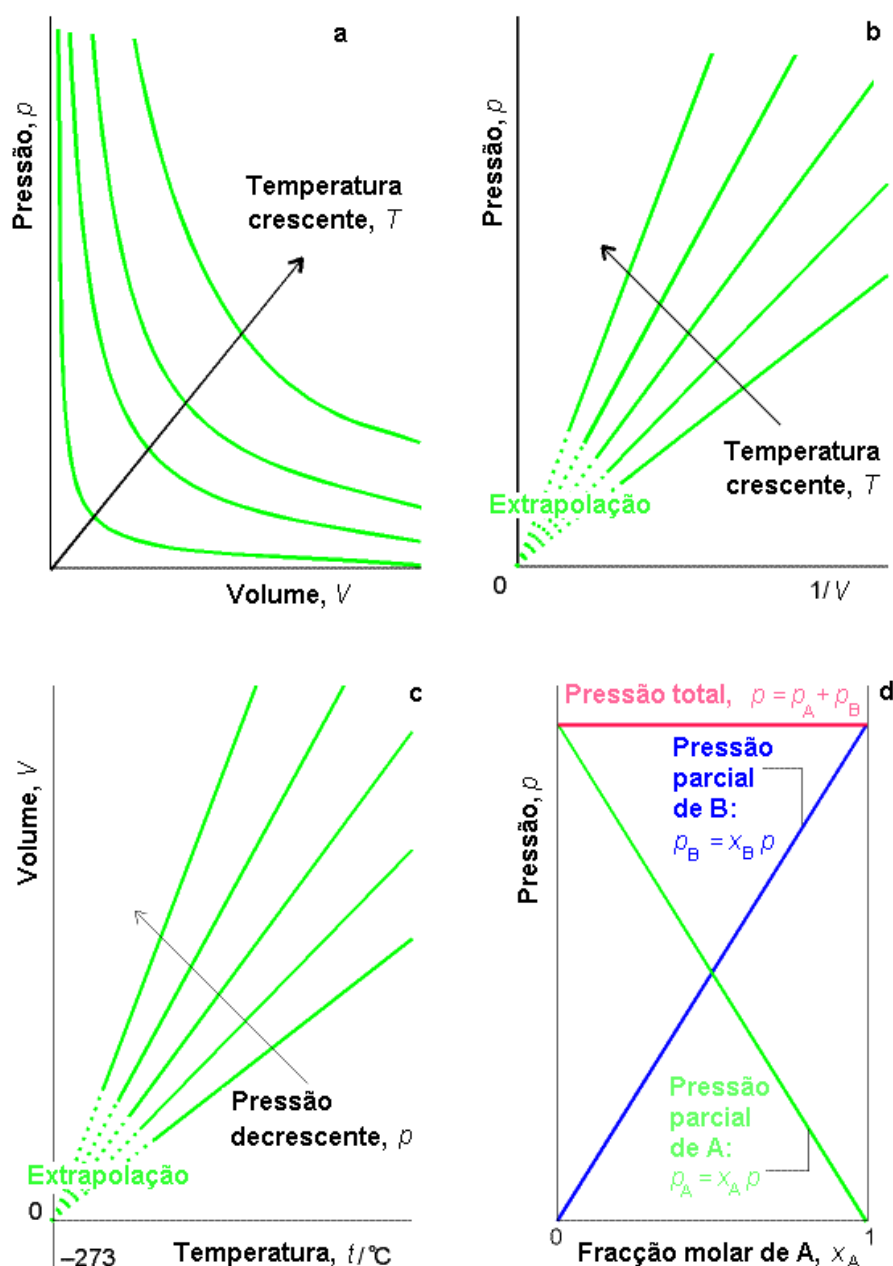 a
Pressão, p
Temperatura
crescente, T
Volume, V
b
Pressão, p
Extrapolação
Temperatura
crescente, T
0
1/V
c
Volume, V
Pressão
decrescente, p
Extrapolação
0
–273
Temperatura, t/°C
d
Pressão total, p = pA + pB
Pressão
parcial
de B:
pB = xB p
Pressão, p
Pressão
parcial
de A:
pA = xA p
0
1
Fracção molar de A, xA